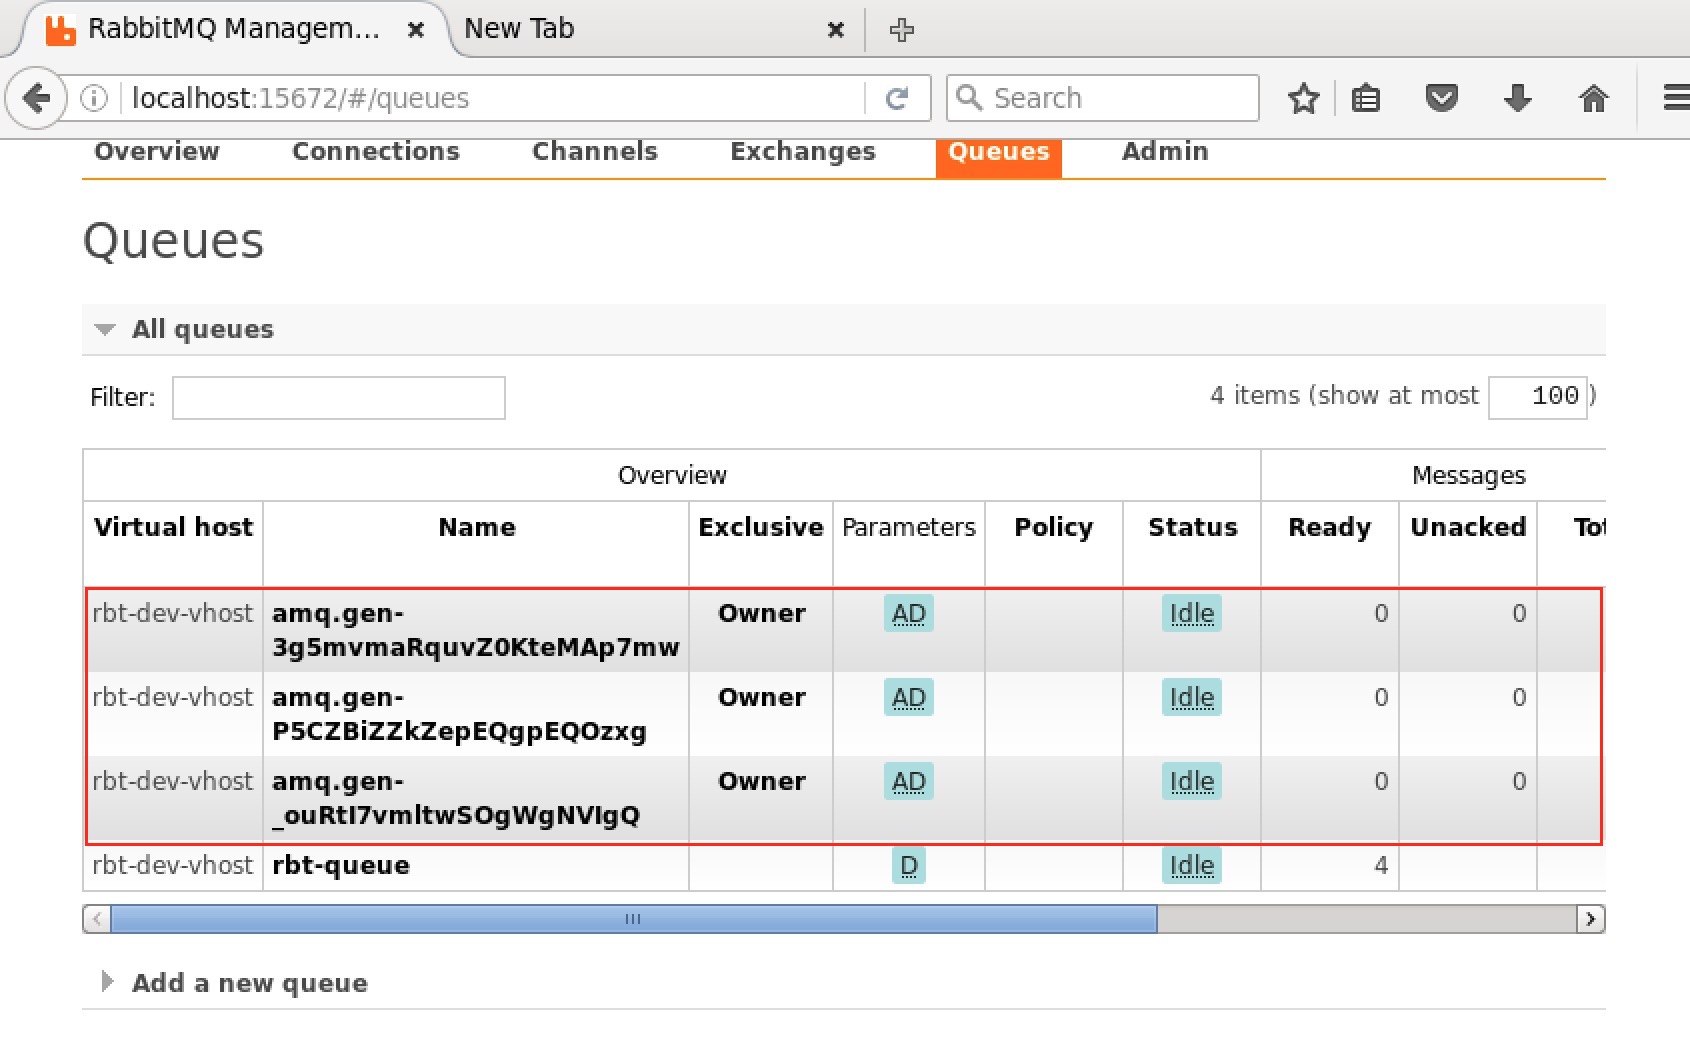 RabbitMQ Managem... New Tab
localhost:15672/#/queues Search
Overview Connections Channels Exchanges Queues Admin
Queues
All queues
Filter: 4 items (show at most 100 )
Overview Messages
Virtual host Name Exclusive Parameters Policy Status Ready Unacked
rbt-dev-vhost amq.gen- Owner AD Idle 0 0
3g5mvmaRquvZ0KteMAp7mw
rbt-dev-vhost amq.gen- Owner AD Idle 0 0
P5CZBiZZkZepEQgpEQOzxg
rbt-dev-vhost amq.gen- Owner AD Idle 0 0
_ouRtI7vmltwSOgWgNVIgQ
rbt-dev-vhost rbt-queue D Idle 4
Add a new queue